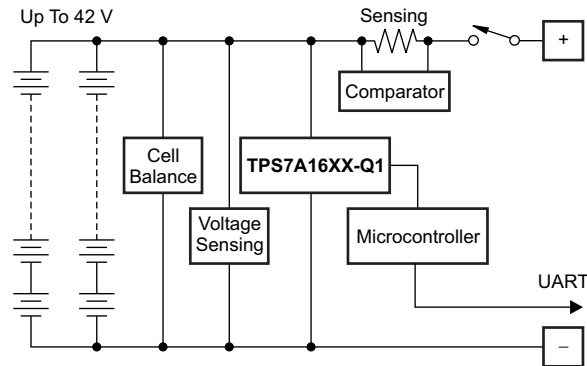 Up To 42 V
Sensing
+
Comparator
Cell
Balance
TPS7A16XX-Q1
Voltage
Sensing
Microcontroller
UART
–